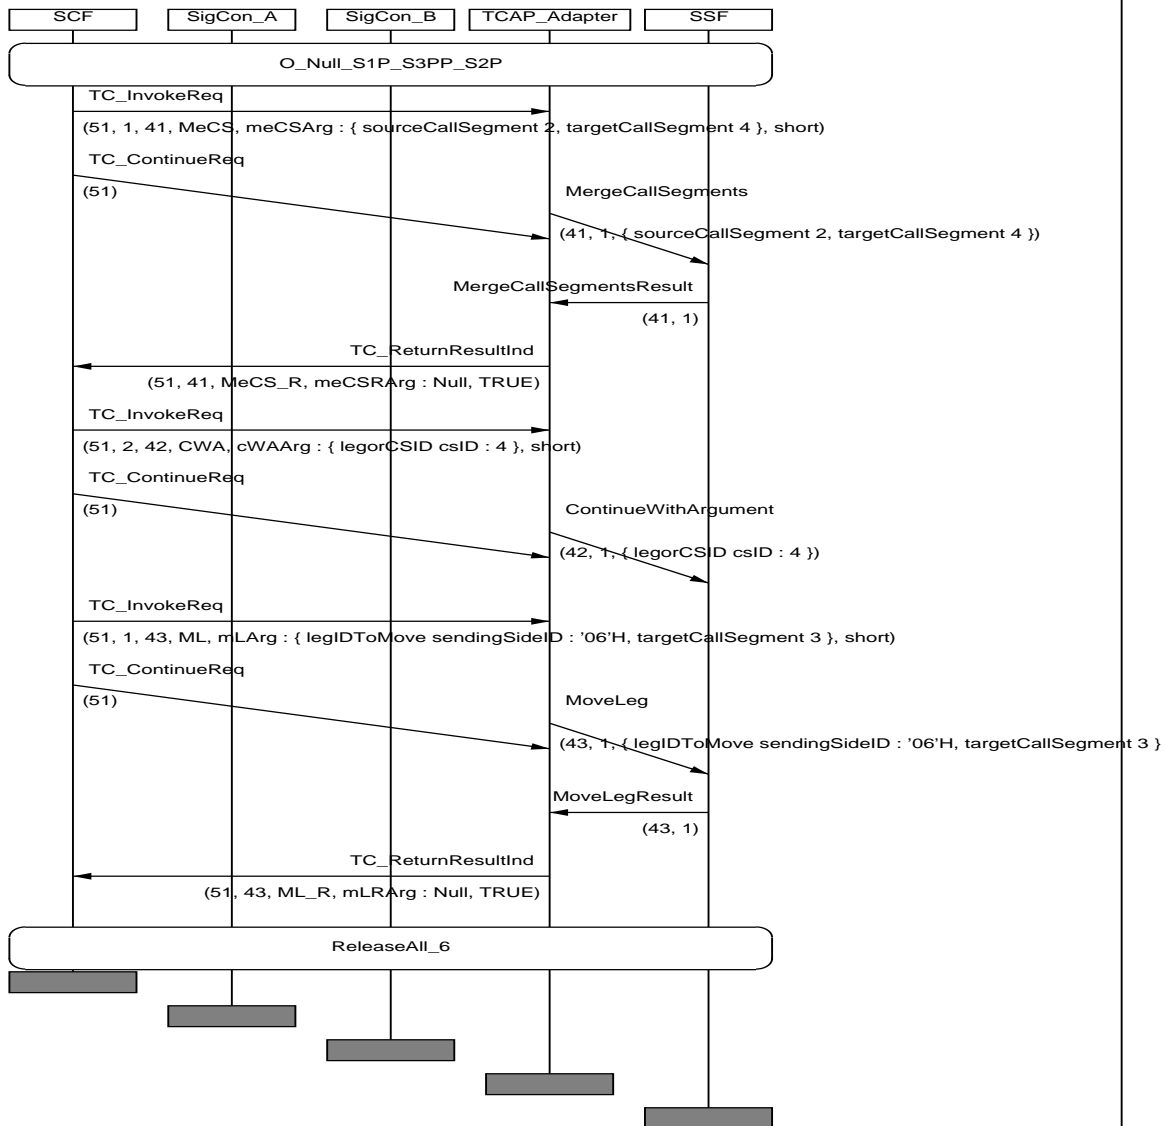 SCF SigCon_A SigCon_B TCAP_Adapter SSF
O_Null_S1P_S3PP_S2P
TC_InvokeReq
(51, 1, 41, MeCS, meCSArg : { sourceCallSegment 2, targetCallSegment 4 }, short)
TC_ContinueReq
(51)
MergeCallSegments
(41, 1, { sourceCallSegment 2, targetCallSegment 4 })
MergeCallSegmentsResult
(41, 1)
TC_ReturnResultInd
(51, 41, MeCS_R, meCSRArg : Null, TRUE)
TC_InvokeReq
(51, 2, 42, CWA, cWAArg : { legorCSID csID : 4 }, short)
TC_ContinueReq
(51)
ContinueWithArgument
(42, 1, { legorCSID csID : 4 })
TC_InvokeReq
(51, 1, 43, ML, mLArg : { legIDToMove sendingSideID : '06'H, targetCallSegment 3 }, short)
TC_ContinueReq
(51)
MoveLeg
(43, 1, { legIDToMove sendingSideID : '06'H, targetCallSegment 3 }
MoveLegResult
(43, 1)
TC_ReturnResultInd
(51, 43, ML_R, mLRArg : Null, TRUE)
ReleaseAll_6